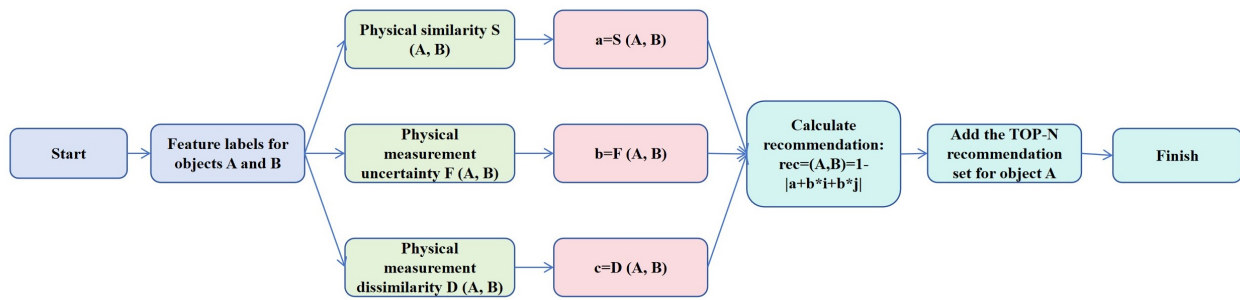 Start
Feature labels for
objects A and B
Physical similarity S
(A, B)
a=S (A, B)
Physical
measurement
uncertainty F (A, B)
b=F (A, B)
Physical
measurement
dissimilarity D (A, B)
c=D (A, B)
Calculate
recommendation:
rec=(A,B)=1-
|a+b*i+b*j|
Add the TOP-N
recommendation
set for object A
Finish